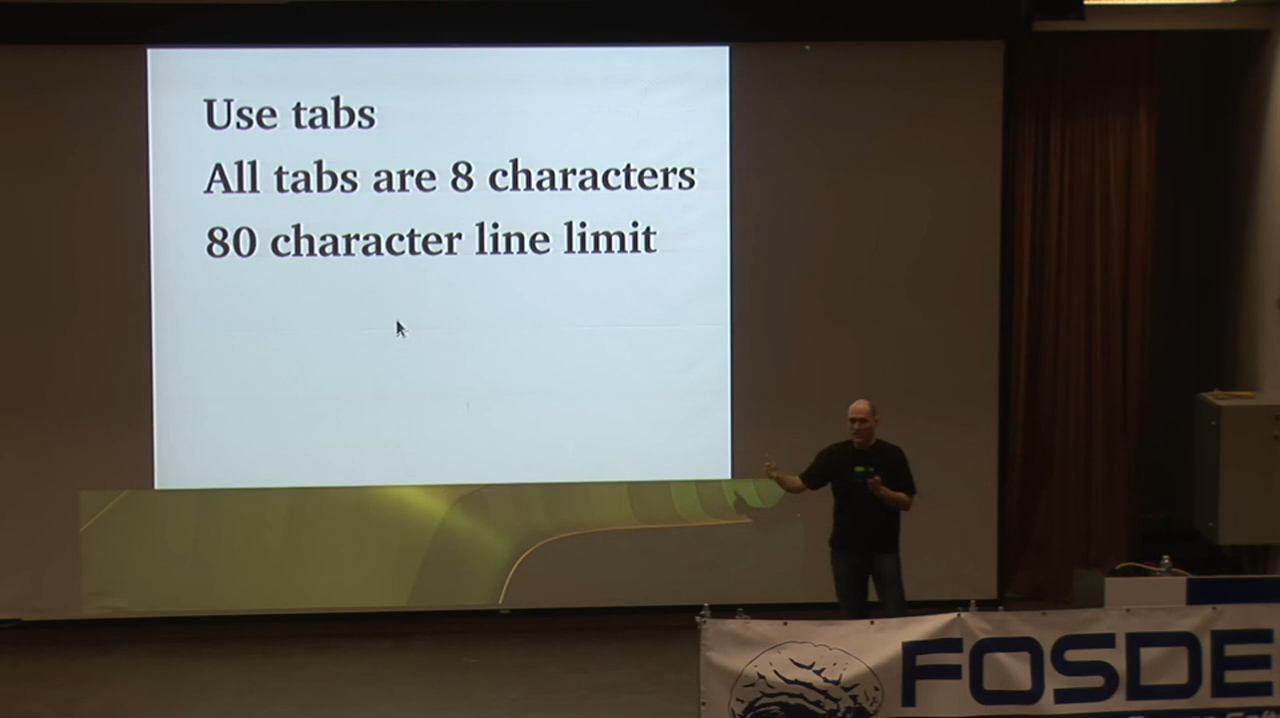 Use tabs
All tabs are 8 characters
80 character line limit
FOSDE